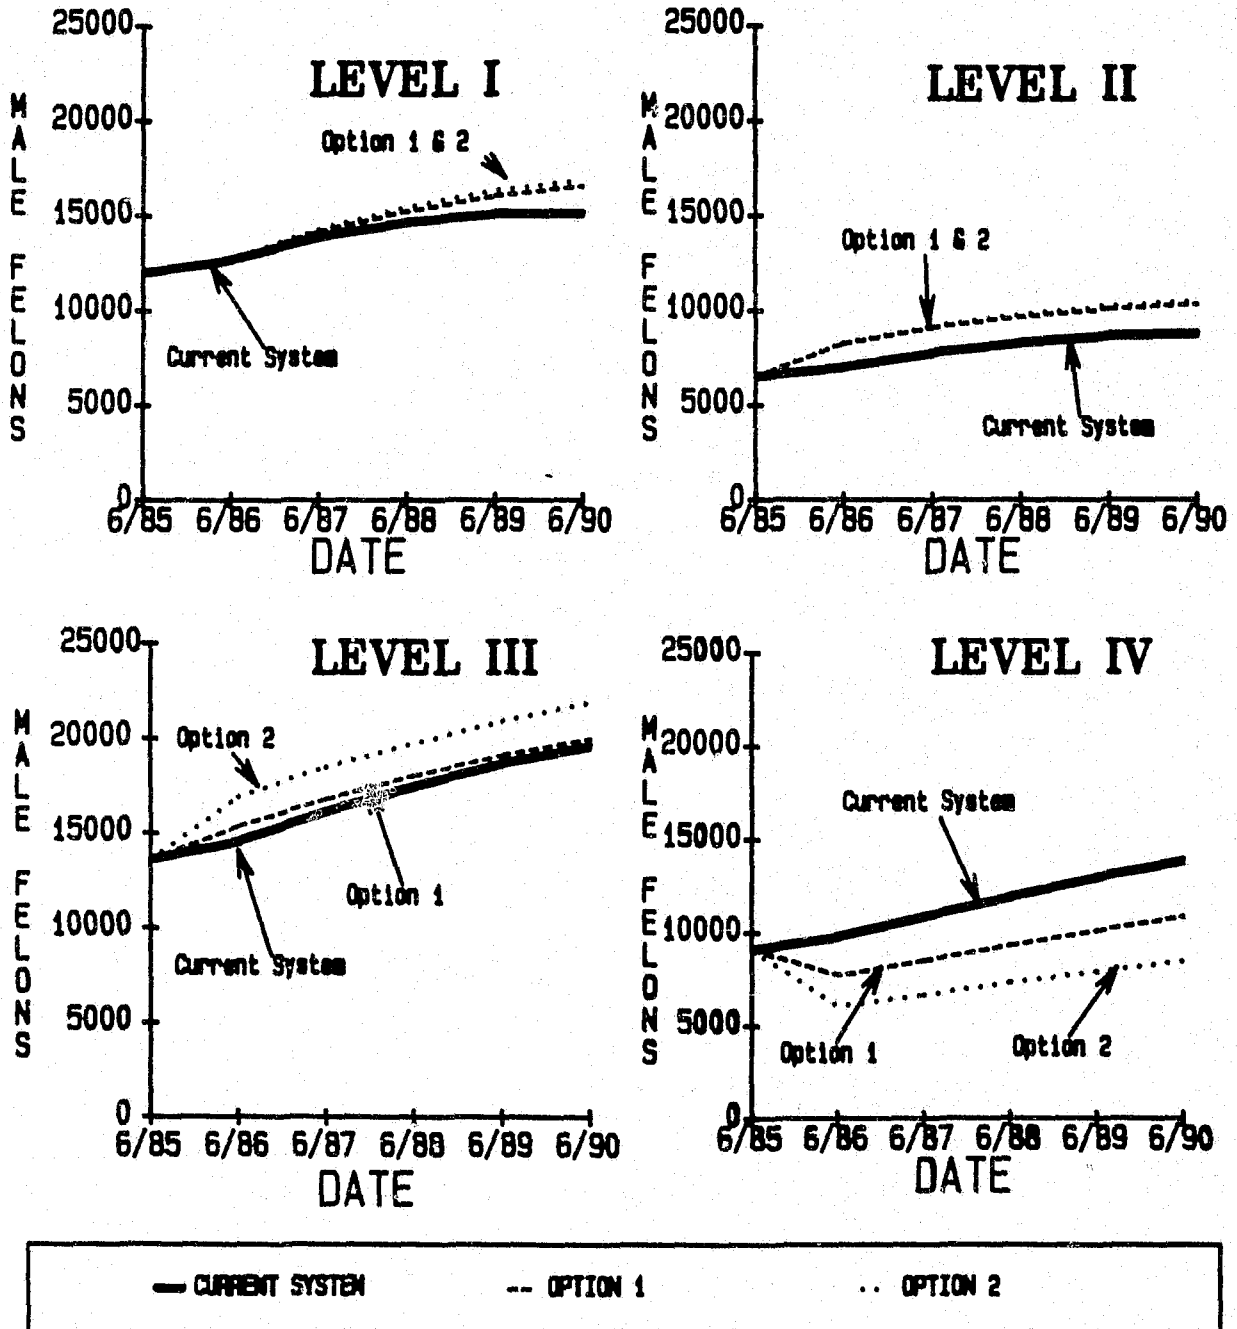 LEVEL I
MALE FELONS
25000
20000
15000
10000
5000
0
Option 1 & 2
Current System
6/85 6/86 6/87 6/88 6/89 6/90
DATE
LEVEL II
MALE FELONS
25000
20000
15000
10000
5000
0
Option 1 & 2
Current System
6/85 6/86 6/87 6/88 6/89 6/90
DATE
LEVEL III
MALE FELONS
25000
20000
15000
10000
5000
0
Option 2
Option 1
Current System
6/85 6/86 6/87 6/88 6/89 6/90
DATE
LEVEL IV
MALE FELONS
25000
20000
15000
10000
5000
0
Current System
Option 1
Option 2
6/85 6/86 6/87 6/88 6/89 6/90
DATE
CURRENT SYSTEM -- OPTION 1 .. OPTION 2